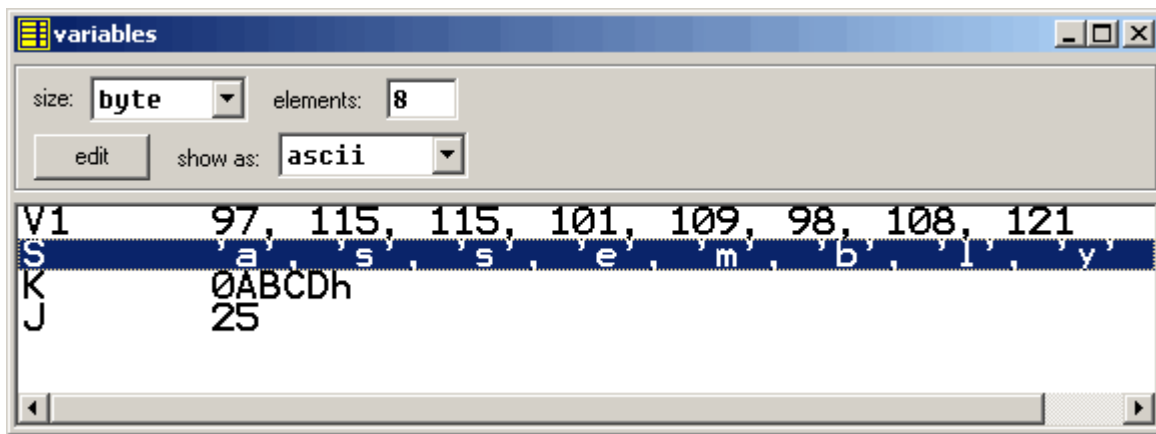 variables
size: byte elements: 8
edit show as: ascii
V1 97, 115, 115, 101, 109, 98, 108, 121
S 'a', 's', 's', 'e', 'm', 'b', 'l', 'y'
K 0ABCDh
J 25